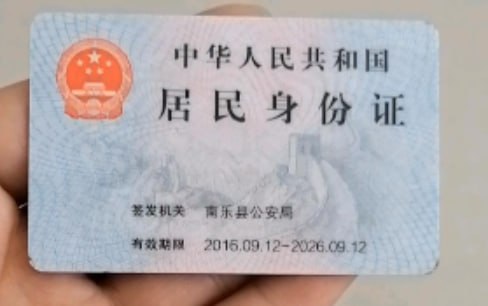 中华人民共和国
居民身份证
签发机关 南乐县公安局
有效期限 2016.09.12-2026.09.12